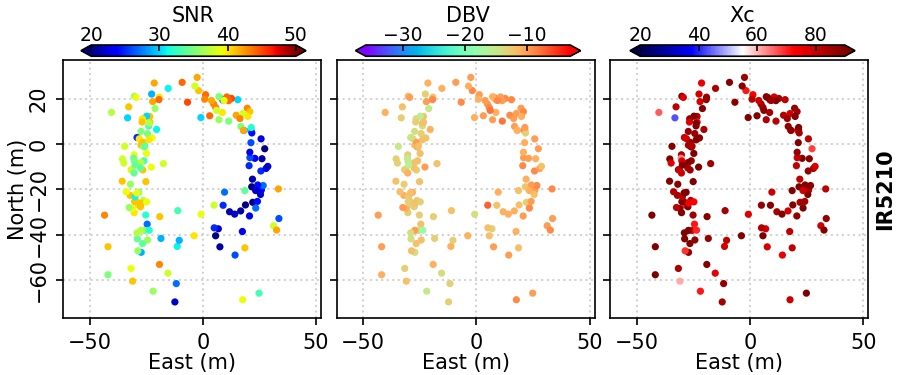 SNR DBV Xc
20 30 40 50 −30 −20 −10 20 40 60 80
North (m)
20
0
−20
−40
−60
−50 0 50 −50 0 50 −50 0 50
East (m) East (m) East (m)
IR5210